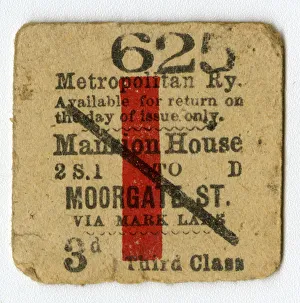 625
Metropolitan Ry.
Available for return on
the day of issue only.
Mansion House
2 S.1 TO D
MOORGATE ST.
VIA MARK LANE
3d Third Class